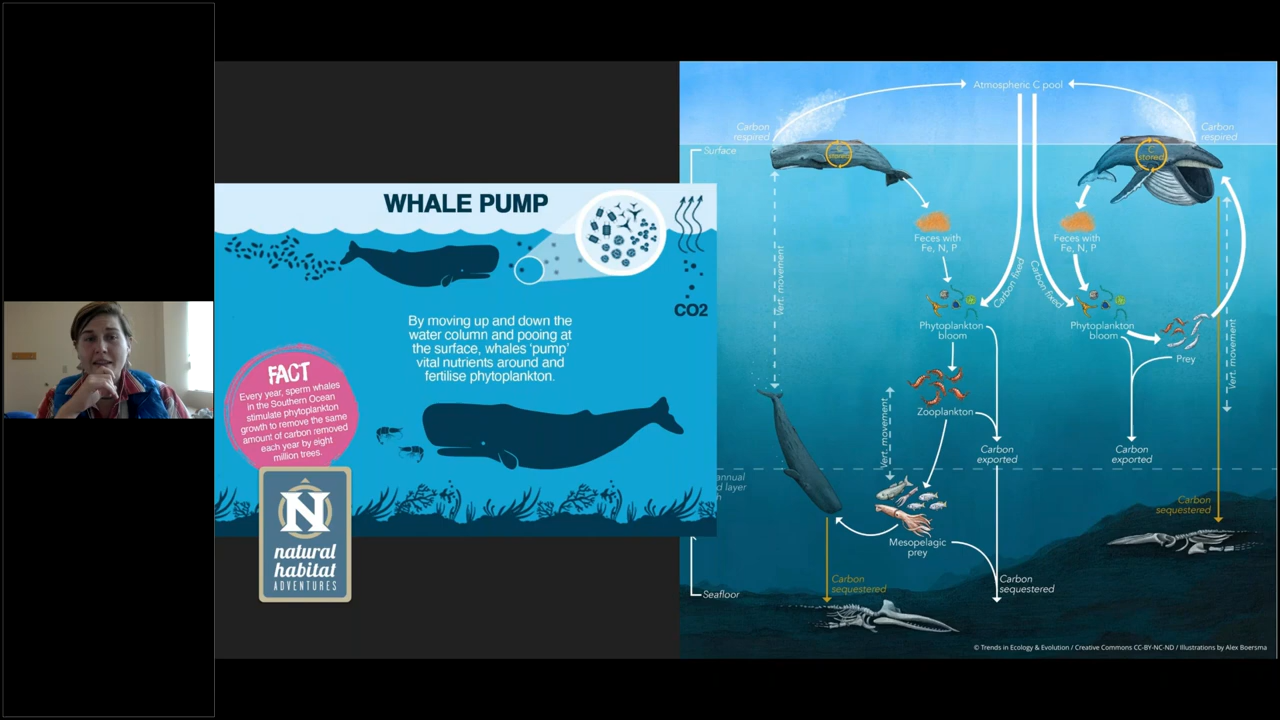 WHALE PUMP
CO2
By moving up and down the
water column and pooing at
the surface, whales 'pump'
vital nutrients around and
fertilise phytoplankton.
FACT
Every year, sperm whales
in the Southern Ocean
stimulate phytoplankton
growth to remove the same
amount of carbon removed
each year by eight
million trees.
N
natural
habitat
ADVENTURES
Atmospheric C pool
Carbon
respired
Carbon
respired
Surface
stored
C
stored
Feces with
Fe, N, P
Feces with
Fe, N, P
Vert. movement
Carbon fixed
Carbon fixed
Phytoplankton
bloom
Phytoplankton
bloom
Prey
Vert. movement
Zooplankton
Vert. movement
Carbon
exported
Carbon
exported
annual
d layer
h
Carbon
sequestered
Mesopelagic
prey
Carbon
sequestered
Carbon
sequestered
Seafloor
© Trends in Ecology & Evolution / Creative Commons CC-BY-NC-ND / Illustrations by Alex Boersma